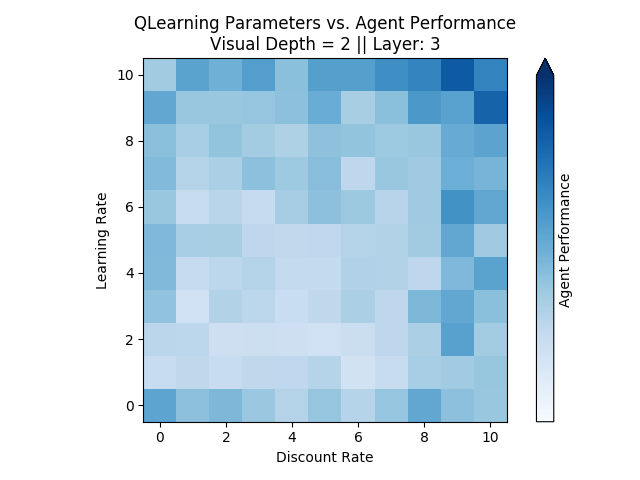 QLearning Parameters vs. Agent Performance
Visual Depth = 2 || Layer: 3
10
8
6
4
2
0
Learning Rate
0 2 4 6 8 10
Discount Rate
Agent Performance